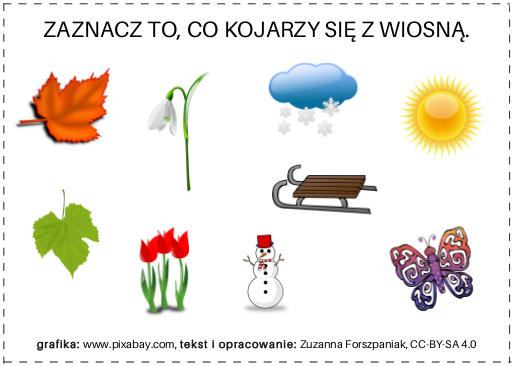 ZAZNACZ TO, CO KOJARZY SIĘ Z WIOSNĄ.
grafika: www.pixabay.com, tekst i opracowanie: Zuzanna Forszpaniak, CC-BY-SA 4.0